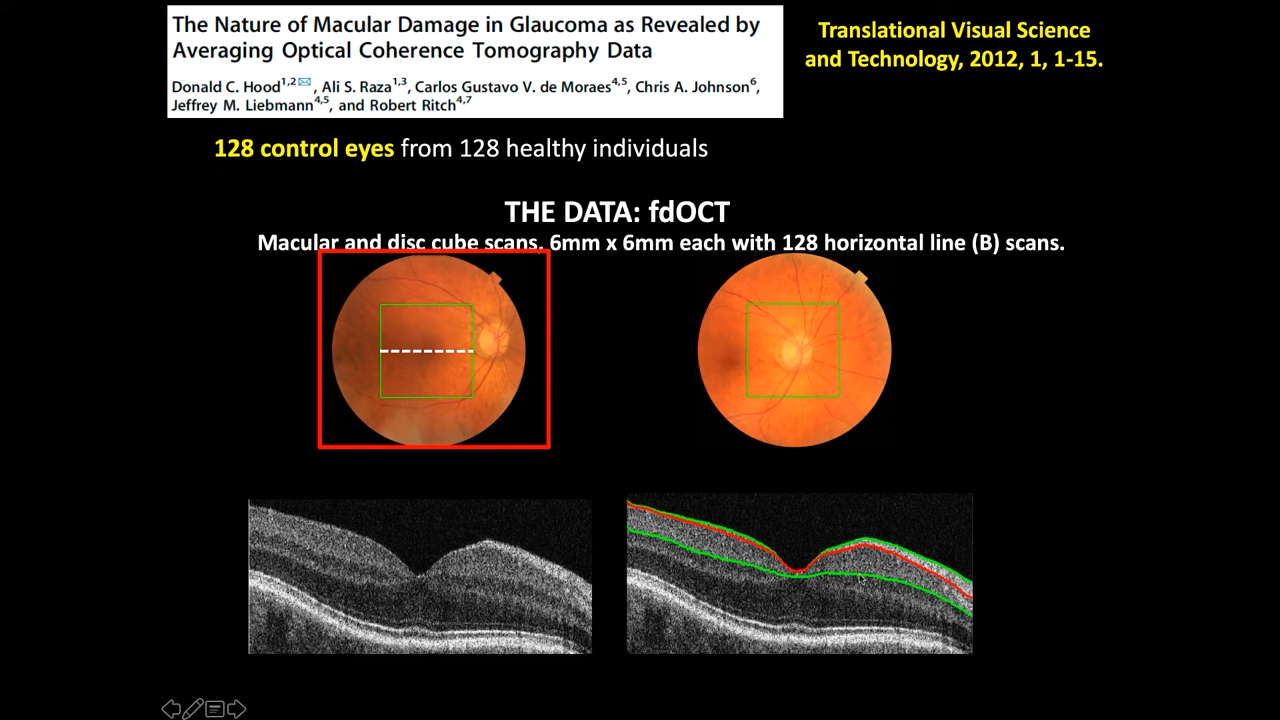 The Nature of Macular Damage in Glaucoma as Revealed by
Averaging Optical Coherence Tomography Data
Donald C. Hood1,2✉, Ali S. Raza1,3, Carlos Gustavo V. de Moraes4,5, Chris A. Johnson6,
Jeffrey M. Liebmann4,5, and Robert Ritch4,7
Translational Visual Science
and Technology, 2012, 1, 1-15.
128 control eyes from 128 healthy individuals
THE DATA: fdOCT
Macular and disc cube scans, 6mm x 6mm each with 128 horizontal line (B) scans.